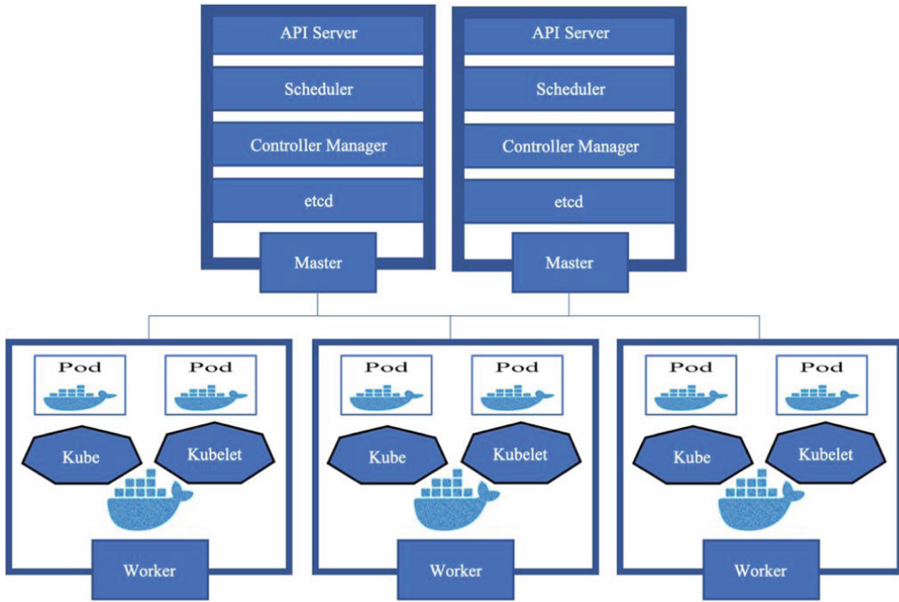 API Server
Scheduler
Controller Manager
etcd
Master
API Server
Scheduler
Controller Manager
etcd
Master
Pod
Pod
Kube
Kubelet
Worker
Pod
Pod
Kube
Kubelet
Worker
Pod
Pod
Kube
Kubelet
Worker